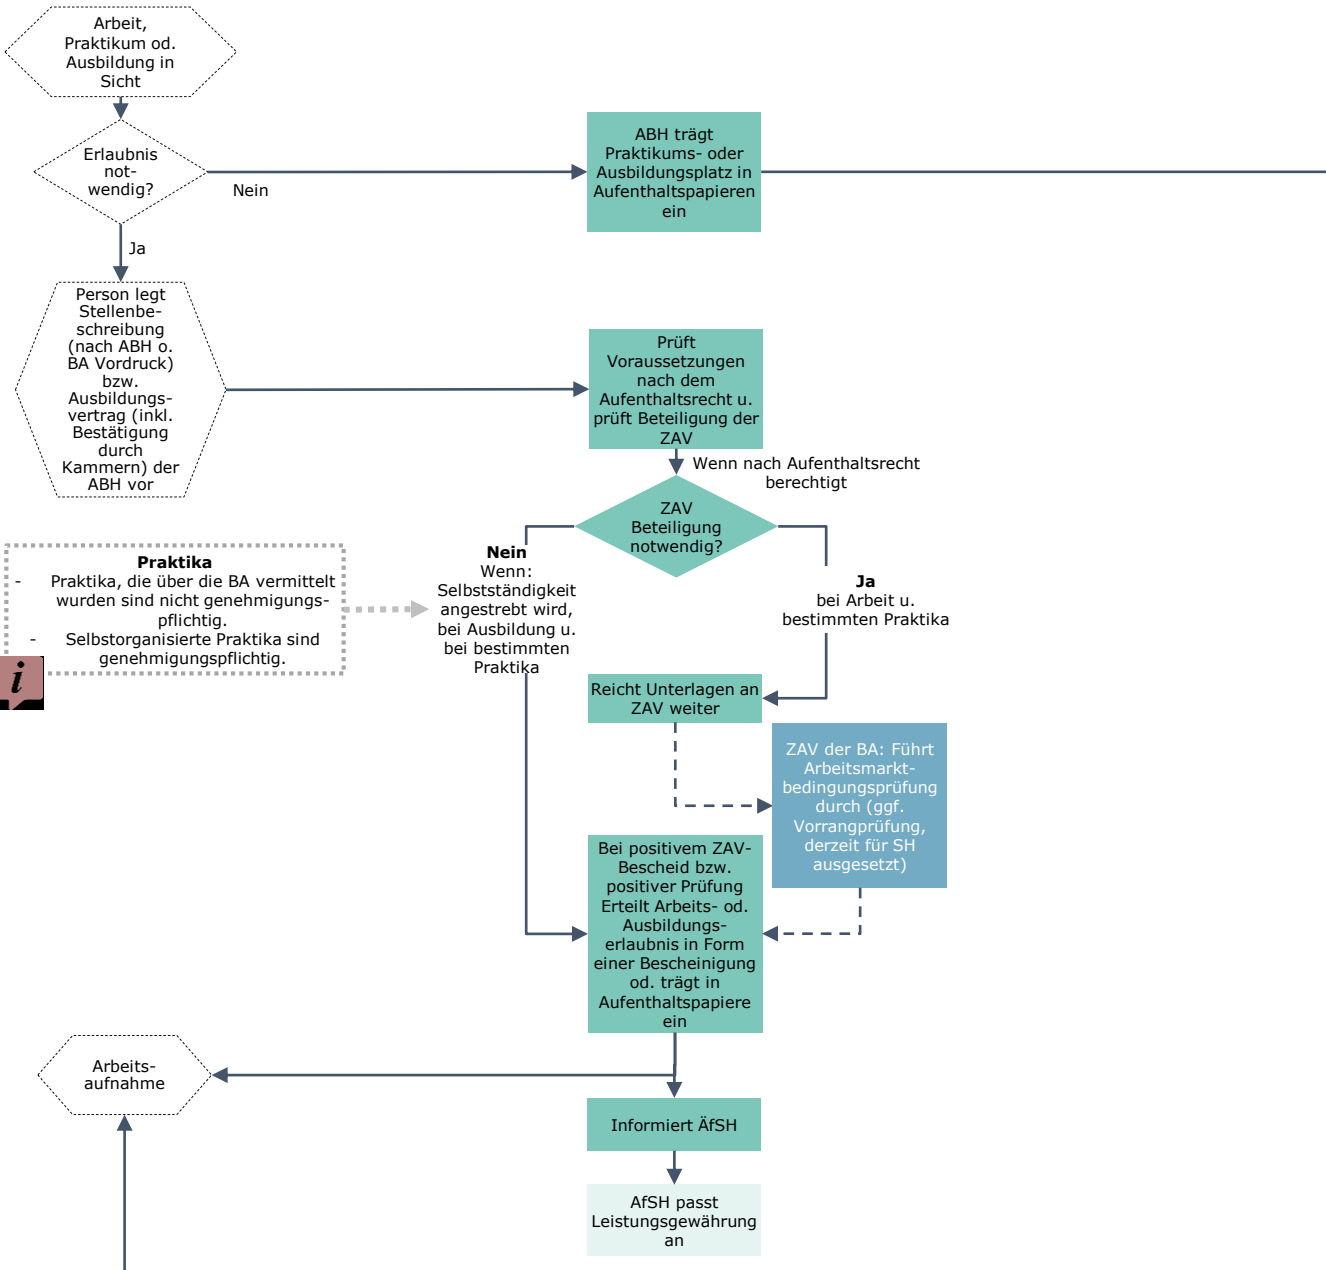 Arbeit,
Praktikum od.
Ausbildung in
Sicht
Erlaubnis
not-
wendig?
Nein
ABH trägt
Praktikums- oder
Ausbildungsplatz in
Aufenthaltspapieren
ein
Ja
Person legt
Stellenbe-
schreibung
(nach ABH o.
BA Vordruck)
bzw.
Ausbildungs-
vertrag (inkl.
Bestätigung
durch
Kammern) der
ABH vor
Prüft
Voraussetzungen
nach dem
Aufenthaltsrecht u.
prüft Beteiligung der
ZAV
Wenn nach Aufenthaltsrecht
berechtigt
ZAV
Beteiligung
notwendig?
Praktika
- Praktika, die über die BA vermittelt
wurden sind nicht genehmigungs-
pflichtig.
- Selbstorganisierte Praktika sind
genehmigungspflichtig.
i
Nein
Wenn:
Selbstständigkeit
angestrebt wird,
bei Ausbildung u.
bei bestimmten
Praktika
Ja
bei Arbeit u.
bestimmten Praktika
Reicht Unterlagen an
ZAV weiter
ZAV der BA: Führt
Arbeitsmarkt-
bedingungsprüfung
durch (ggf.
Vorrangprüfung,
derzeit für SH
ausgesetzt)
Bei positivem ZAV-
Bescheid bzw.
positiver Prüfung
Erteilt Arbeits- od.
Ausbildungs-
erlaubnis in Form
einer Bescheinigung
od. trägt in
Aufenthaltspapiere
ein
Arbeits-
aufnahme
Informiert ÄfSH
AfSH passt
Leistungsgewährung
an